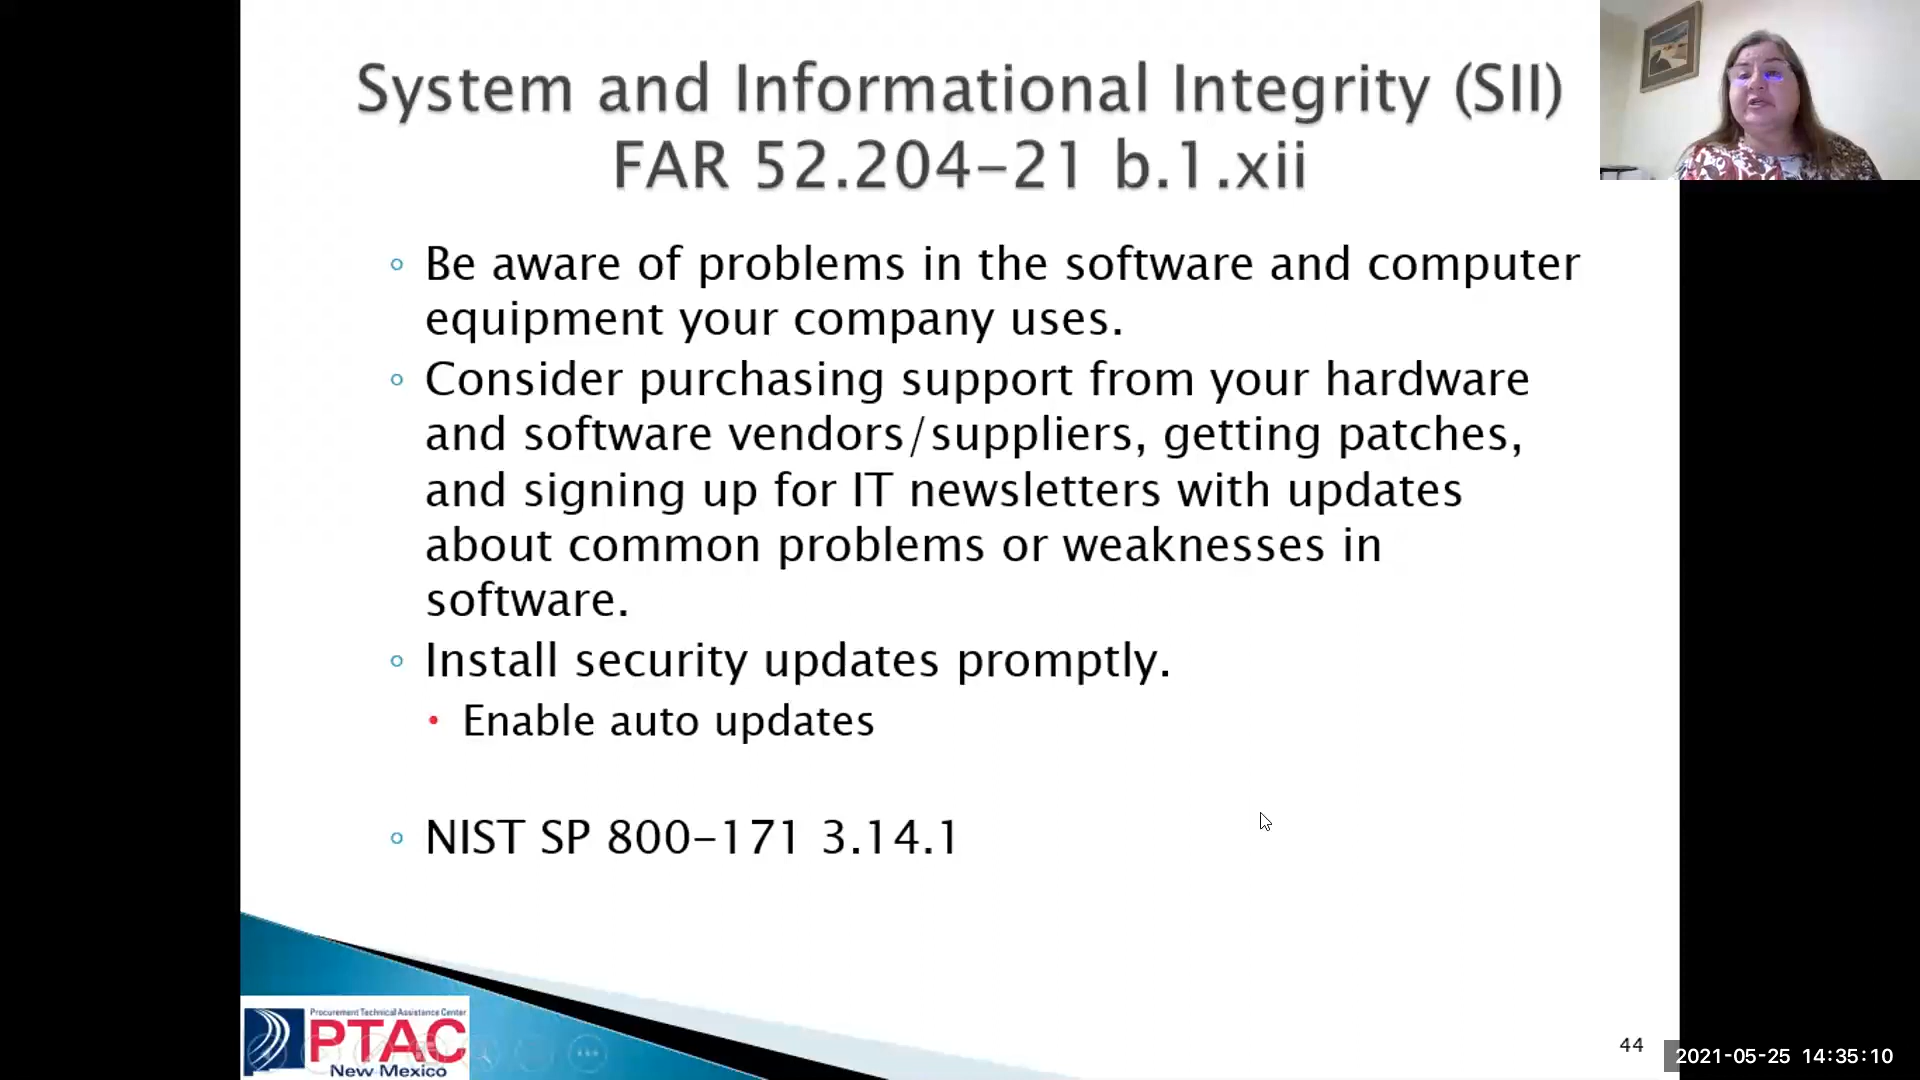 System and Informational Integrity (SII)
FAR 52.204-21 b.1.xii
Be aware of problems in the software and computer
equipment your company uses.
Consider purchasing support from your hardware
and software vendors/suppliers, getting patches,
and signing up for IT newsletters with updates
about common problems or weaknesses in
software.
Install security updates promptly.
Enable auto updates
NIST SP 800-171 3.14.1
Procurement Technical Assistance Center
PTAC
New Mexico
44
2021-05-25 14:35:10